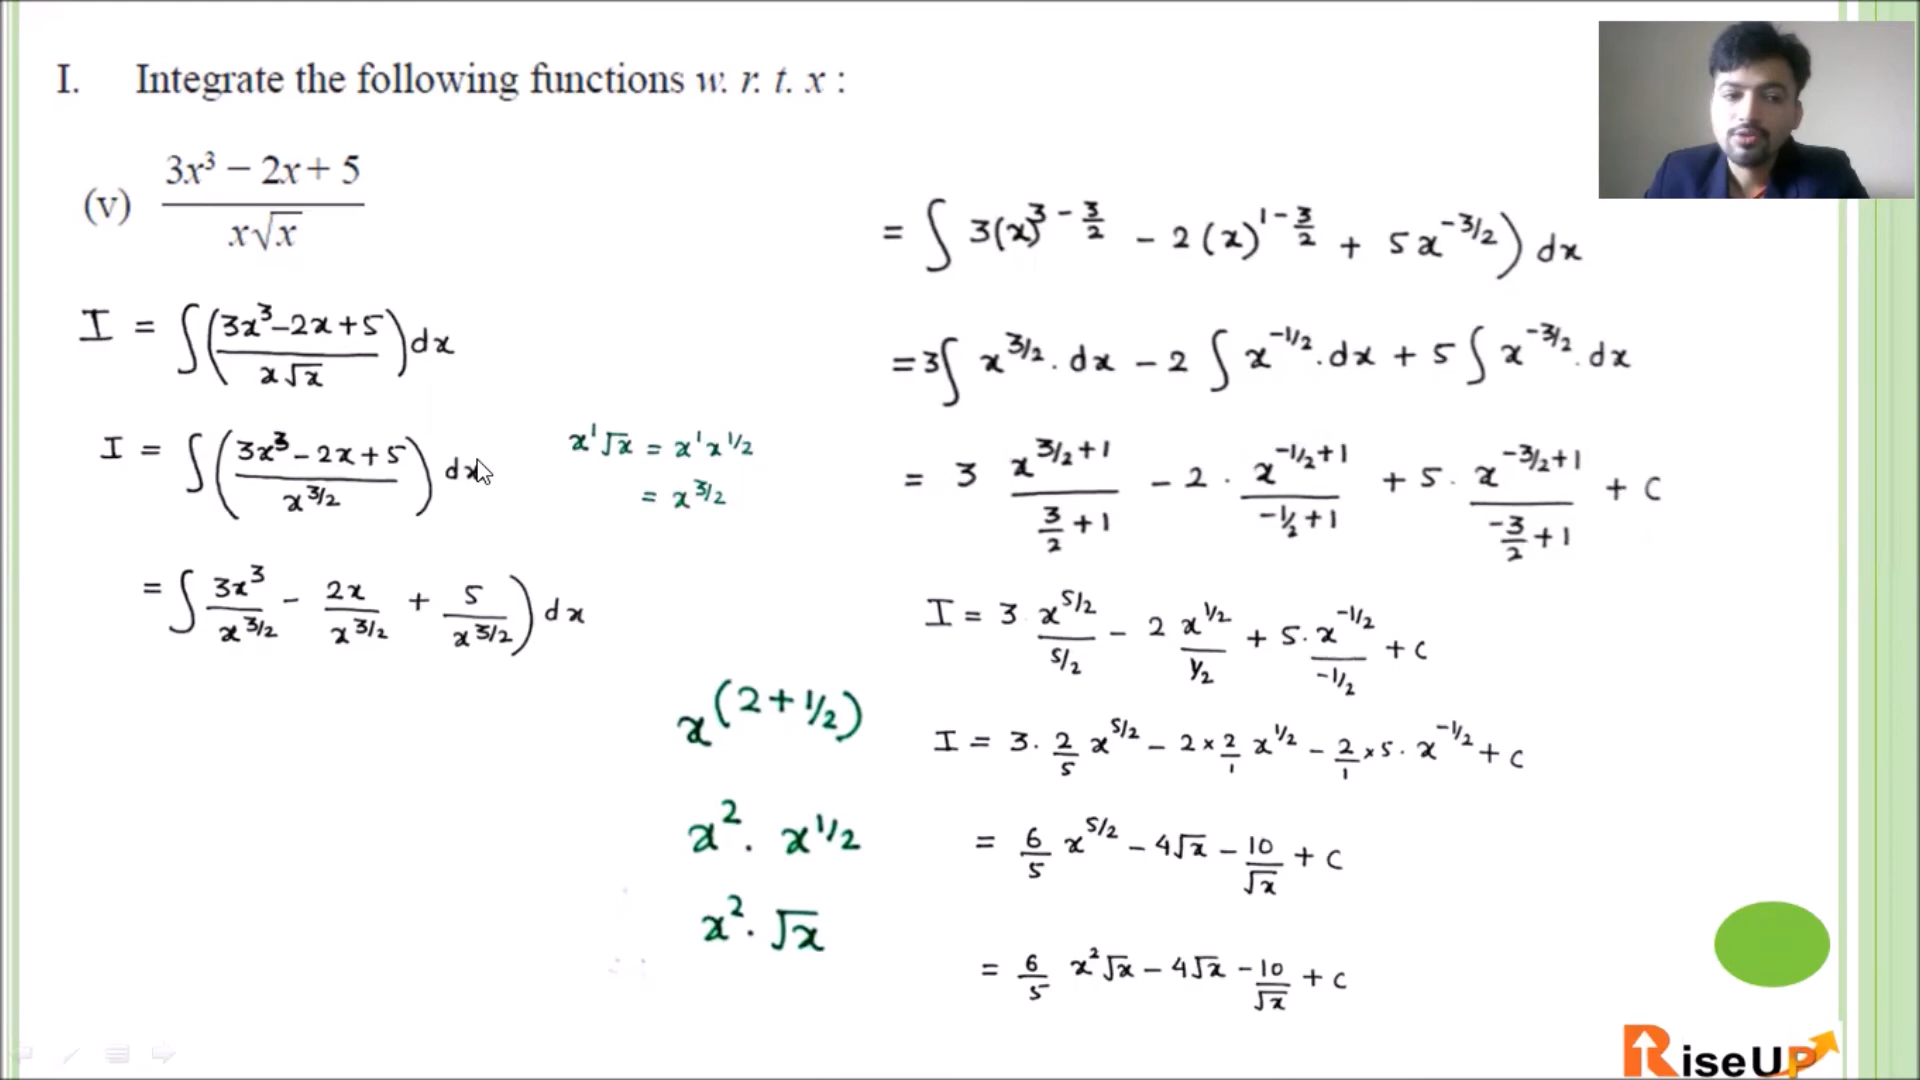 I. Integrate the following functions w. r. t. x :
(v) 3x³ − 2x + 5 / x√x
I = ∫(3x³−2x+5 / x√x)dx
I = ∫(3x³−2x+5 / x^3/2) dx
x¹√x = x¹x^1/2
= x^3/2
= ∫ 3x³/x^3/2 − 2x/x^3/2 + 5/x^3/2) dx
x^(2+1/2)
x² . x^1/2
x² . √x
= ∫ 3(x)^3−3/2 − 2(x)^1−3/2 + 5x^−3/2) dx
= 3∫ x^3/2 . dx − 2 ∫ x^−1/2 . dx + 5 ∫ x^−3/2 . dx
= 3 x^3/2+1 / 3/2+1 − 2 . x^−1/2+1 / −1/2+1 + 5 . x^−3/2+1 / −3/2+1 + c
I = 3 x^5/2 / 5/2 − 2 x^1/2 / 1/2 + 5 . x^−1/2 / −1/2 + c
I = 3 . 2/5 x^5/2 − 2 × 2/1 x^1/2 − 2/1 × 5 . x^−1/2 + c
= 6/5 x^5/2 − 4√x − 10/√x + c
= 6/5 x²√x − 4√x − 10/√x + c
RiseUP